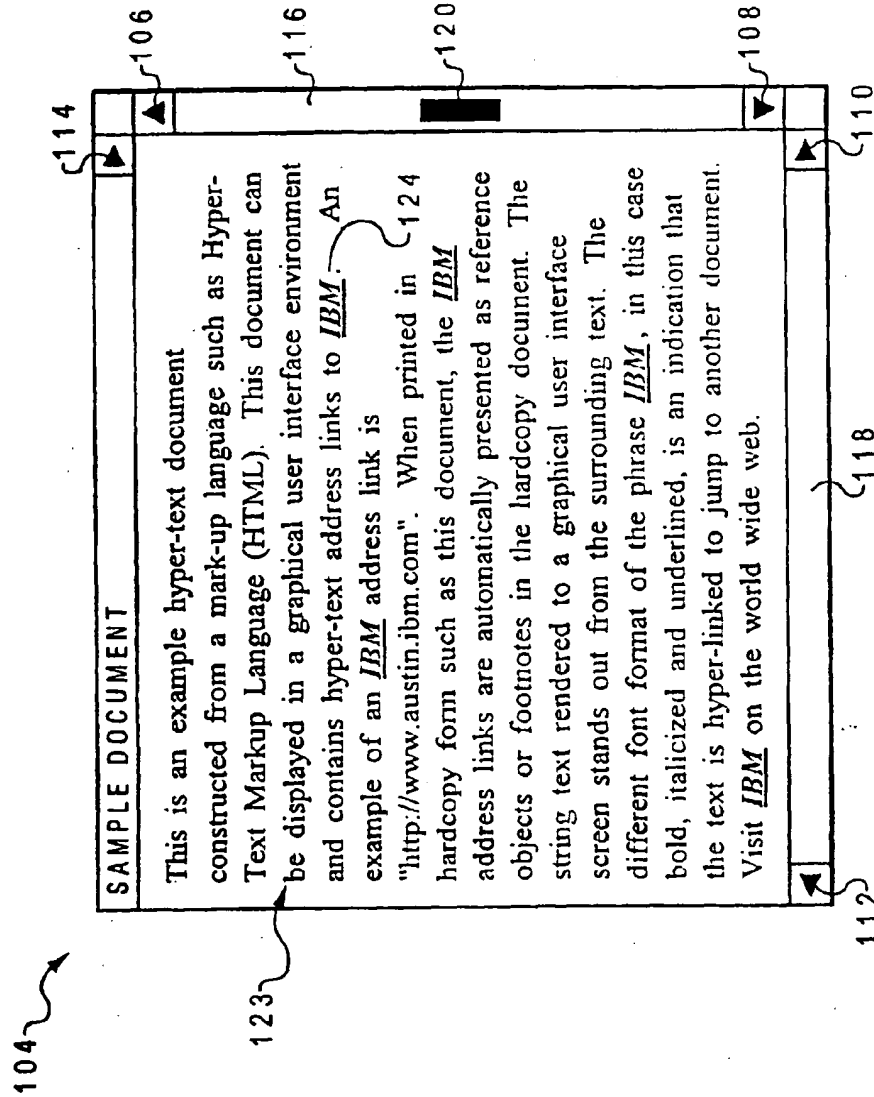 104
114
SAMPLE DOCUMENT
106
This is an example hyper-text document
constructed from a mark-up language such as Hyper-
Text Markup Language (HTML). This document can
116
123
be displayed in a graphical user interface environment
and contains hyper-text address links to IBM. An
example of an IBM address link is
124
"http://www.austin.ibm.com". When printed in
hardcopy form such as this document, the IBM
120
address links are automatically presented as reference
objects or footnotes in the hardcopy document. The
string text rendered to a graphical user interface
screen stands out from the surrounding text. The
different font format of the phrase IBM, in this case
bold, italicized and underlined, is an indication that
the text is hyper-linked to jump to another document.
Visit IBM on the world wide web.
108
112
118
110